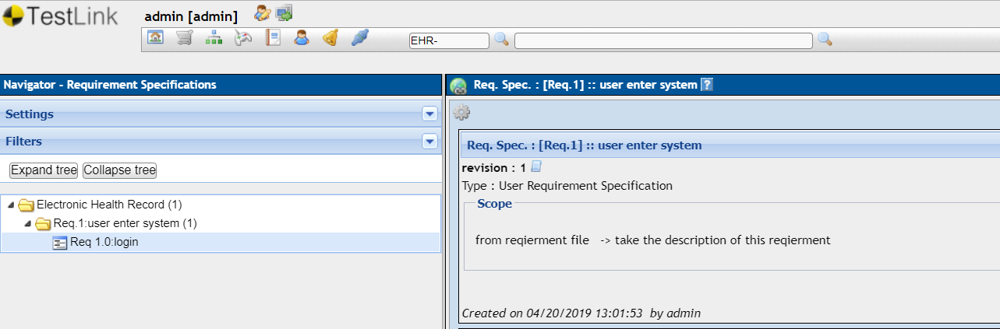 TestLink
admin [admin]
EHR-
Navigator - Requirement Specifications
Settings
Filters
Expand tree Collapse tree
Electronic Health Record (1)
Req.1:user enter system (1)
Req 1.0:login
Req. Spec. : [Req.1] :: user enter system ?
Req. Spec. : [Req.1] :: user enter system
revision : 1
Type : User Requirement Specification
Scope
from reqierment file -> take the description of this reqierment
Created on 04/20/2019 13:01:53 by admin